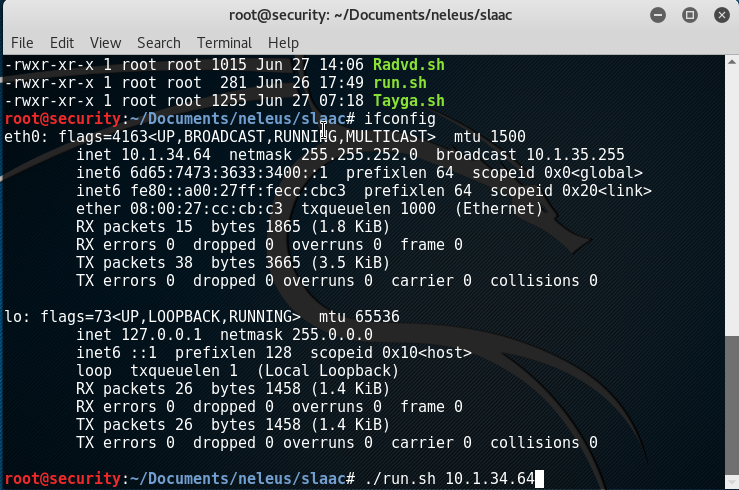 root@security: ~/Documents/neleus/slaac
File Edit View Search Terminal Help
-rwxr-xr-x 1 root root 1015 Jun 27 14:06 Radvd.sh
-rwxr-xr-x 1 root root  281 Jun 26 17:49 run.sh
-rwxr-xr-x 1 root root 1255 Jun 27 07:18 Tayga.sh
root@security:~/Documents/neleus/slaac# ifconfig
eth0: flags=4163<UP,BROADCAST,RUNNING,MULTICAST>  mtu 1500
        inet 10.1.34.64  netmask 255.255.252.0  broadcast 10.1.35.255
        inet6 6d65:7473:3633:3400::1  prefixlen 64  scopeid 0x0<global>
        inet6 fe80::a00:27ff:fecc:cbc3  prefixlen 64  scopeid 0x20<link>
        ether 08:00:27:cc:cb:c3  txqueuelen 1000  (Ethernet)
        RX packets 15  bytes 1865 (1.8 KiB)
        RX errors 0  dropped 0  overruns 0  frame 0
        TX packets 38  bytes 3665 (3.5 KiB)
        TX errors 0  dropped 0 overruns 0  carrier 0  collisions 0
lo: flags=73<UP,LOOPBACK,RUNNING>  mtu 65536
        inet 127.0.0.1  netmask 255.0.0.0
        inet6 ::1  prefixlen 128  scopeid 0x10<host>
        loop  txqueuelen 1  (Local Loopback)
        RX packets 26  bytes 1458 (1.4 KiB)
        RX errors 0  dropped 0  overruns 0  frame 0
        TX packets 26  bytes 1458 (1.4 KiB)
        TX errors 0  dropped 0 overruns 0  carrier 0  collisions 0
root@security:~/Documents/neleus/slaac# ./run.sh 10.1.34.64